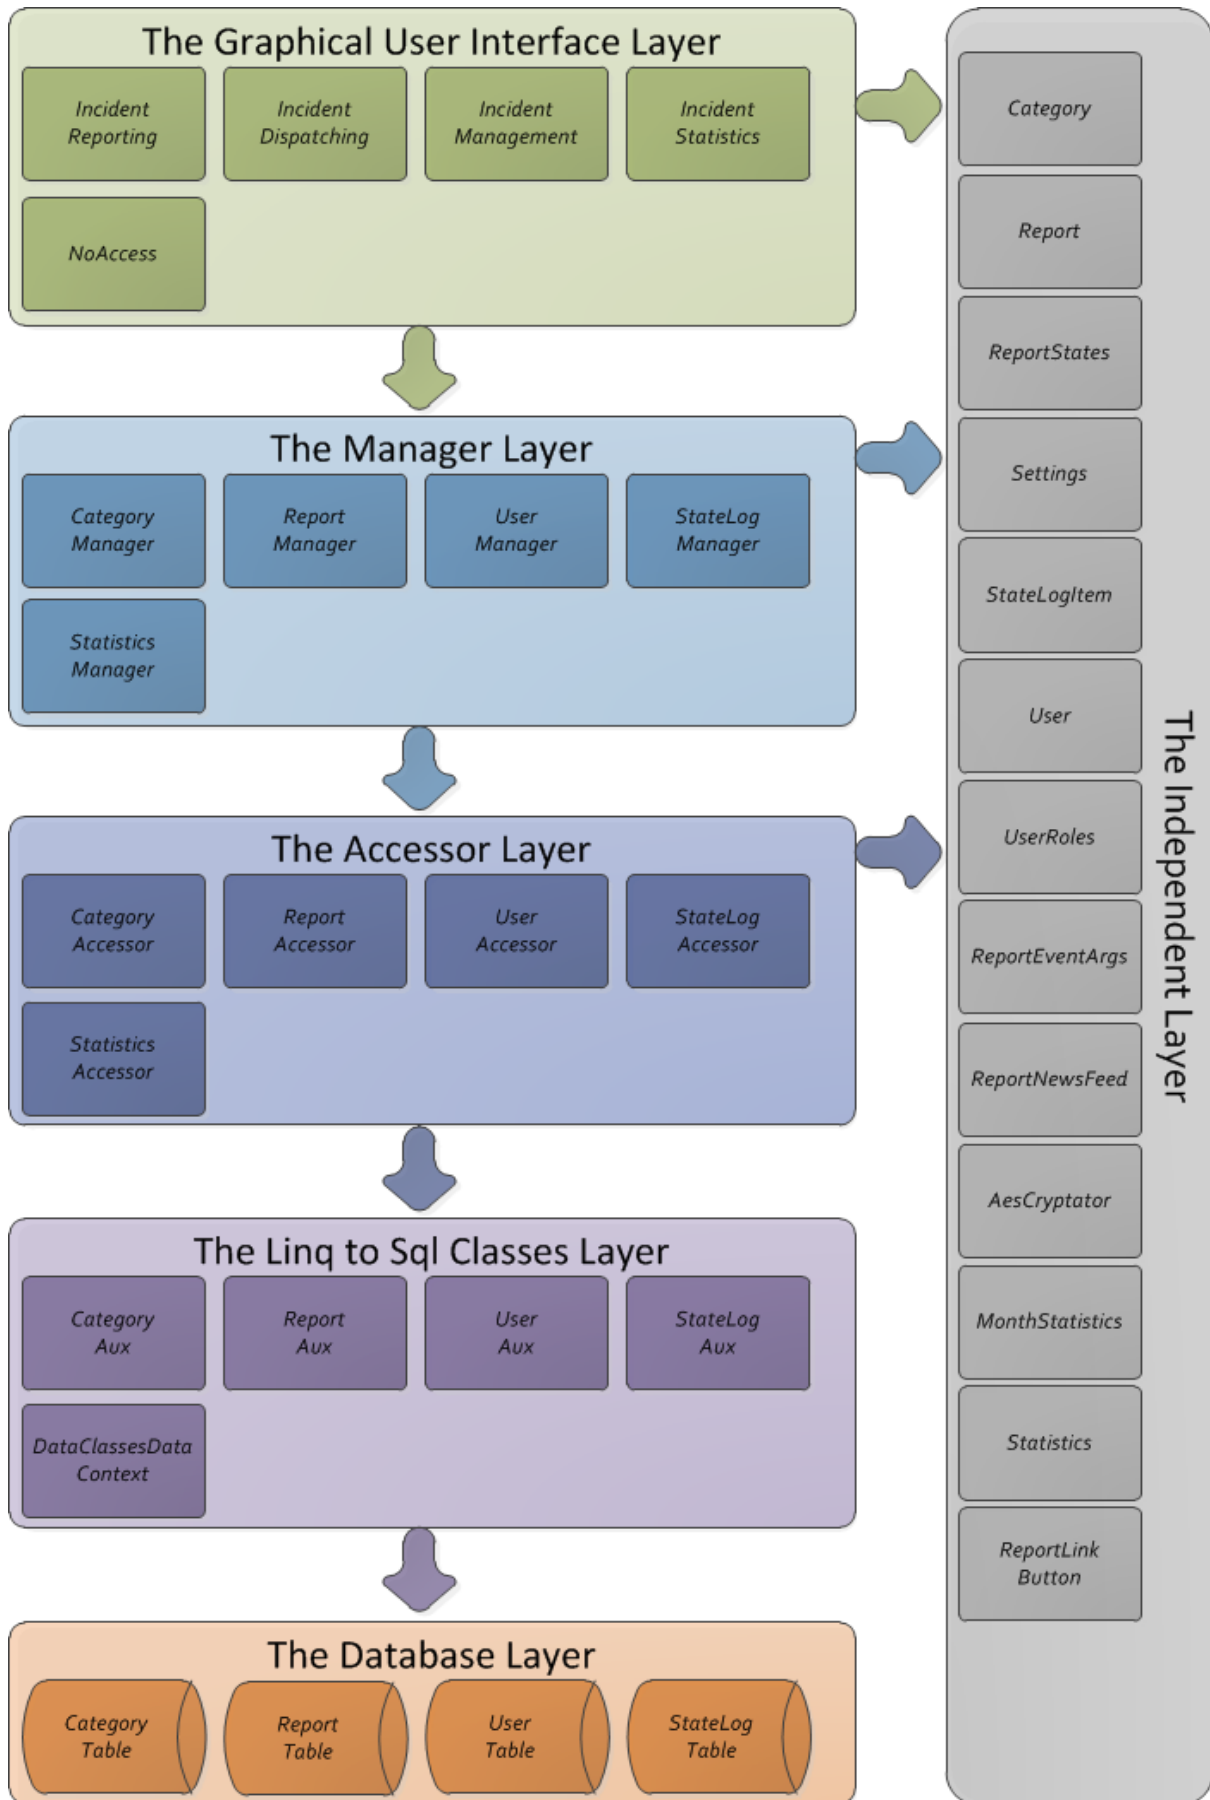 The Graphical User Interface Layer
Incident
Reporting
Incident
Dispatching
Incident
Management
Incident
Statistics
NoAccess
The Manager Layer
Category
Manager
Report
Manager
User
Manager
StateLog
Manager
Statistics
Manager
The Accessor Layer
Category
Accessor
Report
Accessor
User
Accessor
StateLog
Accessor
Statistics
Accessor
The Linq to Sql Classes Layer
Category
Aux
Report
Aux
User
Aux
StateLog
Aux
DataClassesData
Context
The Database Layer
Category
Table
Report
Table
User
Table
StateLog
Table
Category
Report
ReportStates
Settings
StateLogItem
User
UserRoles
ReportEventArgs
ReportNewsFeed
AesCryptator
MonthStatistics
Statistics
ReportLink
Button
The Independent Layer